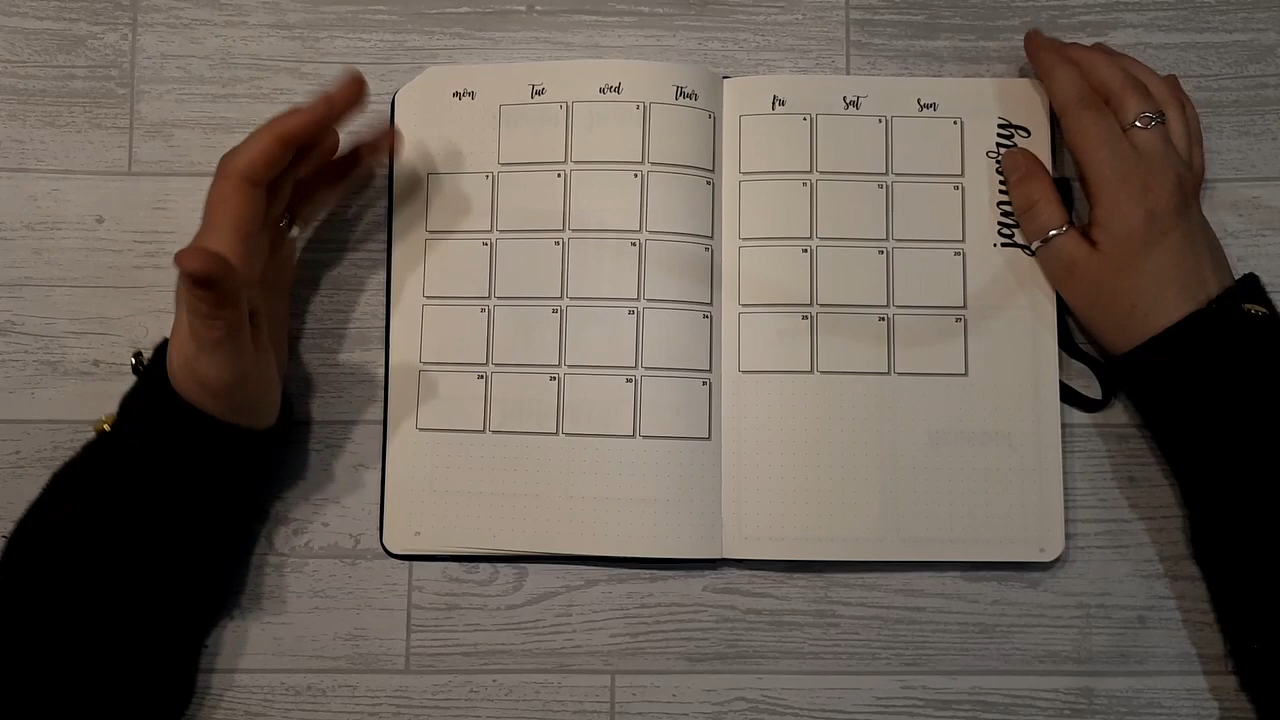 mon Tue wed Thur fri Sat Sun
1 2 3 4 5 6
7 8 9 10 11 12 13
14 15 16 17 18 19 20
21 22 23 24 25 26 27
28 29 30 31
january